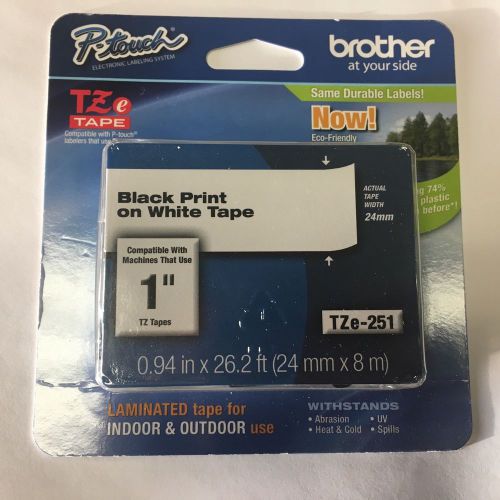 P-touch
ELECTRONIC LABELING SYSTEM
brother
at your side
TZe
TAPE
Compatible with P-touch®
labelers that use
Same Durable Labels!
Now!
Eco-Friendly
74%
plastic
before*!
Black Print
on White Tape
ACTUAL
TAPE
WIDTH
24mm
Compatible With
Machines That Use
1"
TZ Tapes
TZe-251
0.94 in x 26.2 ft (24 mm x 8 m)
LAMINATED tape for
INDOOR & OUTDOOR use
WITHSTANDS
• Abrasion • UV
• Heat & Cold • Spills